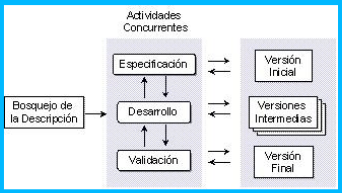 Actividades
Concurrentes
Especificación
Versión
Inicial
Bosquejo de
la Descripción
Desarrollo
Versiones
Intermedias
Validación
Versión
Final